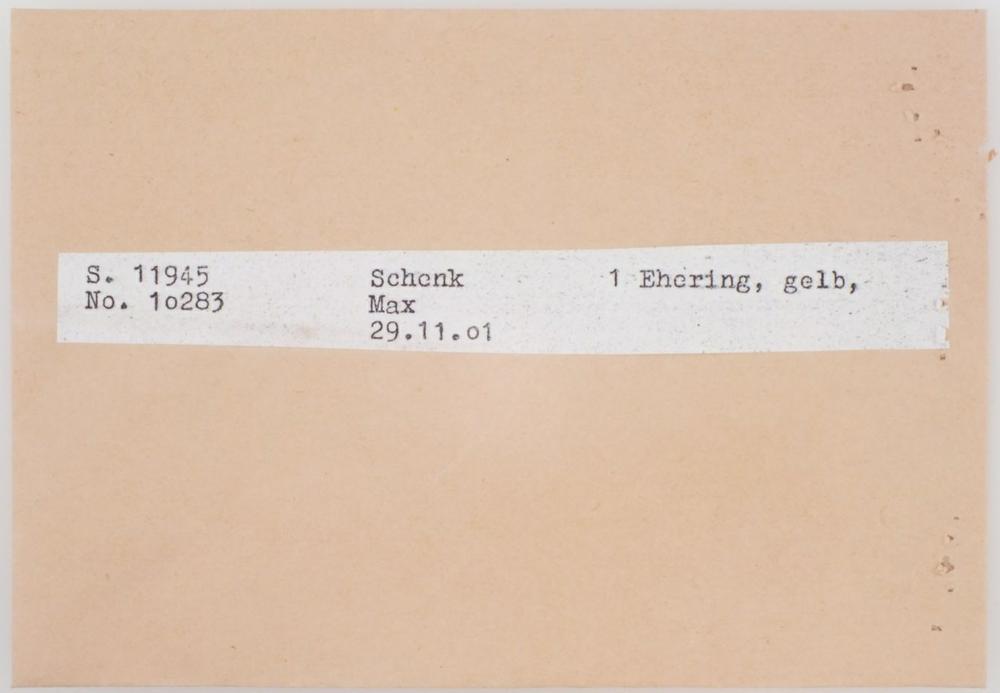 S. 11945
No. 1o283
Schenk
Max
29.11.o1
1 Ehering, gelb,